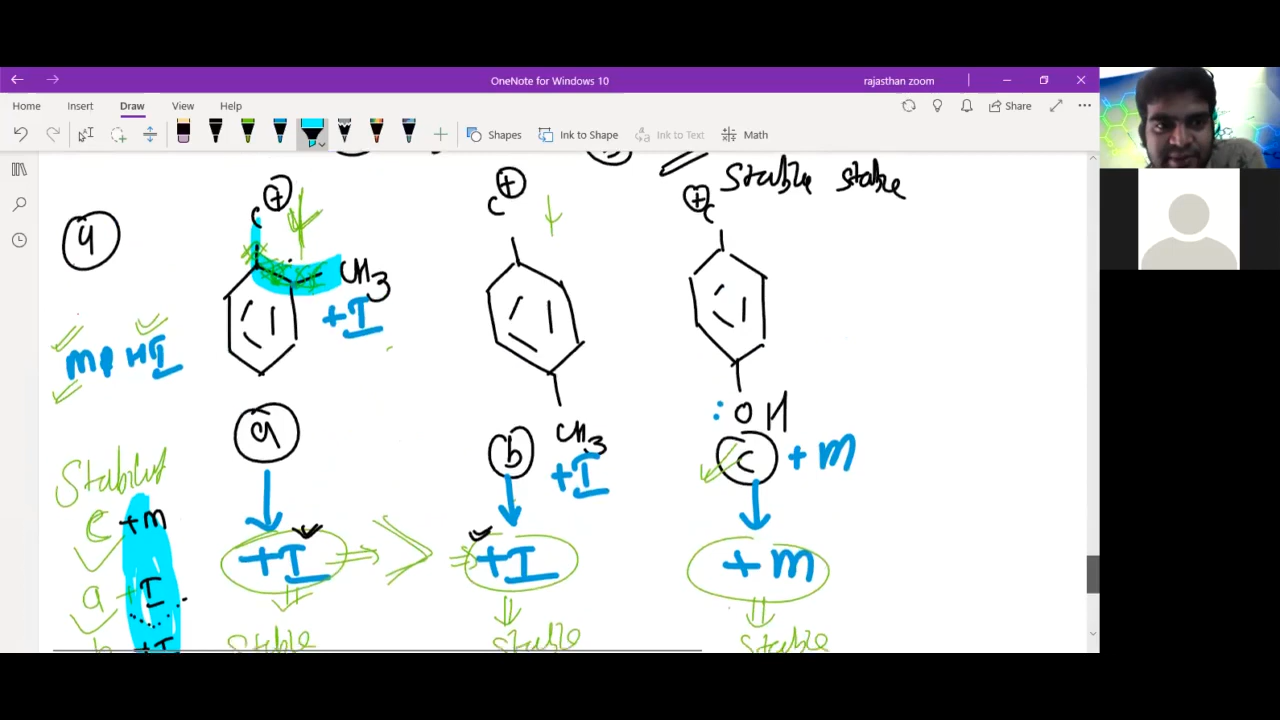 OneNote for Windows 10
rajasthan zoom
Home Insert Draw View Help
Share
Shapes
Ink to Shape
Ink to Text
Math
Stable stable
4
C +
C +
+ C
CH3
+I
CH3
+I
: OH
+m
a
b
c
+I > +I
+m
stable
stable
stable
Stability
c +m
a +I
b +I